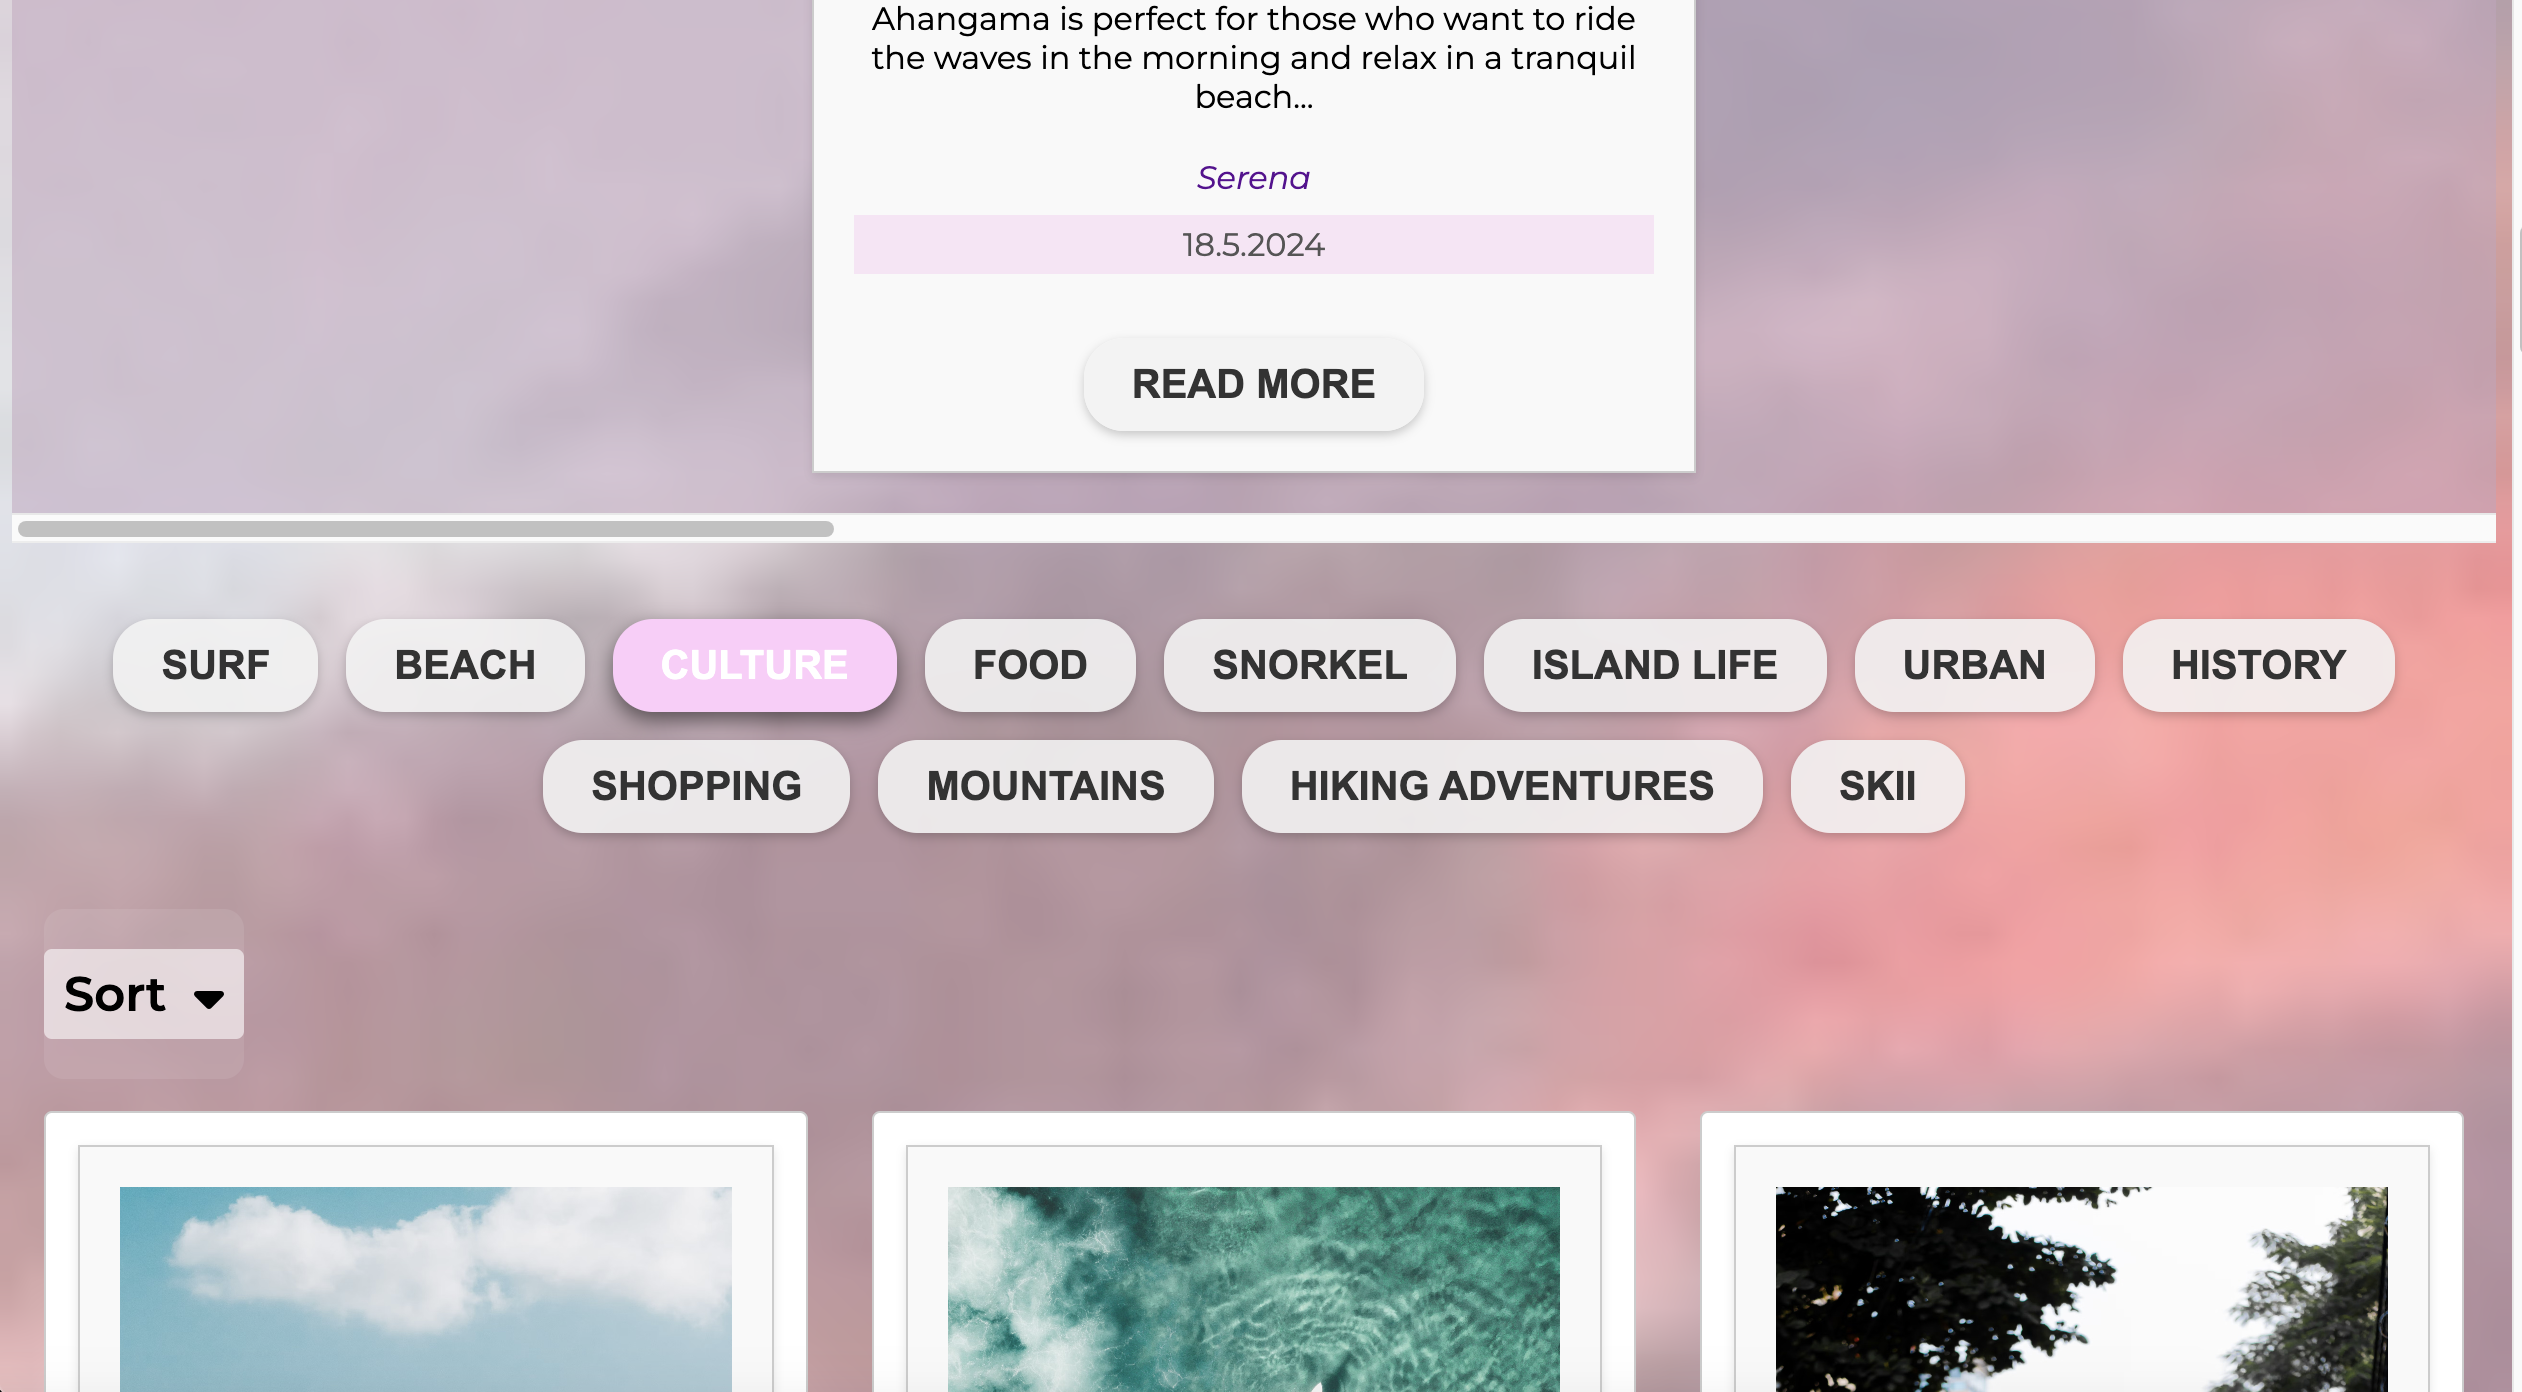 Ahangama is perfect for those who want to ride
the waves in the morning and relax in a tranquil
beach...
Serena
18.5.2024
READ MORE
SURF BEACH CULTURE FOOD SNORKEL ISLAND LIFE URBAN HISTORY
SHOPPING MOUNTAINS HIKING ADVENTURES SKII
Sort